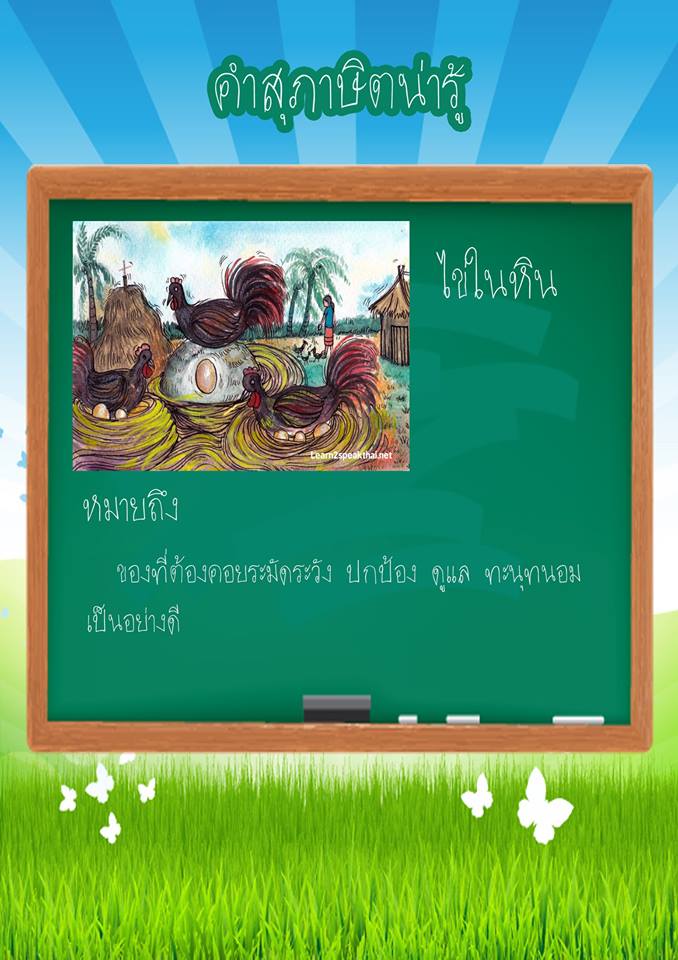 คำสุภาษิตน่ารู้
ไข่ในหิน
Learn2speakthai.net
หมายถึง
ของที่ต้องคอยระมัดระวัง ปกป้อง ดูแล ทะนุทนอม
เป็นอย่างดี